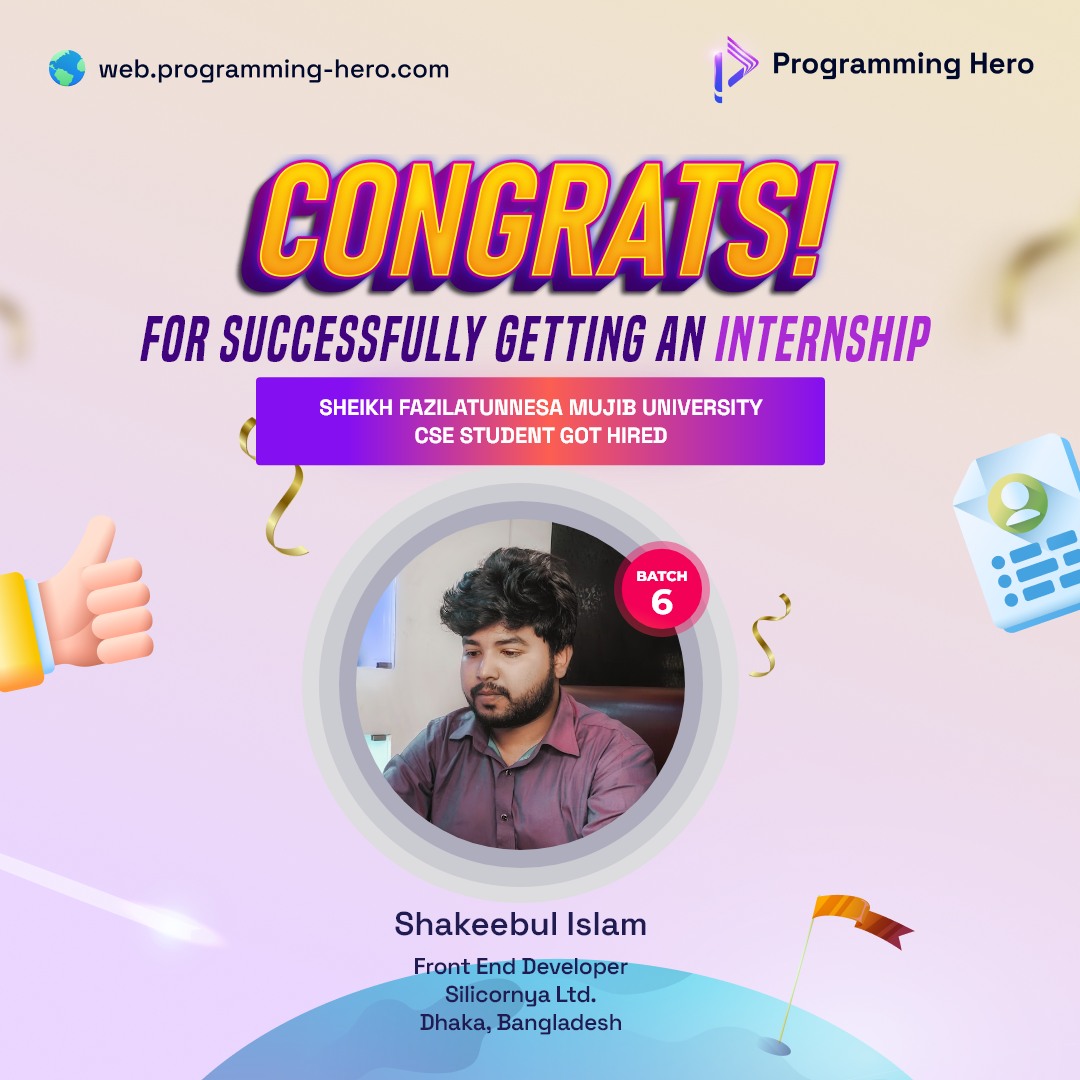 web.programming-hero.com
Programming Hero
CONGRATS!
FOR SUCCESSFULLY GETTING AN INTERNSHIP
SHEIKH FAZILATUNNESA MUJIB UNIVERSITY
CSE STUDENT GOT HIRED
BATCH
6
Shakeebul Islam
Front End Developer
Silicornya Ltd.
Dhaka, Bangladesh